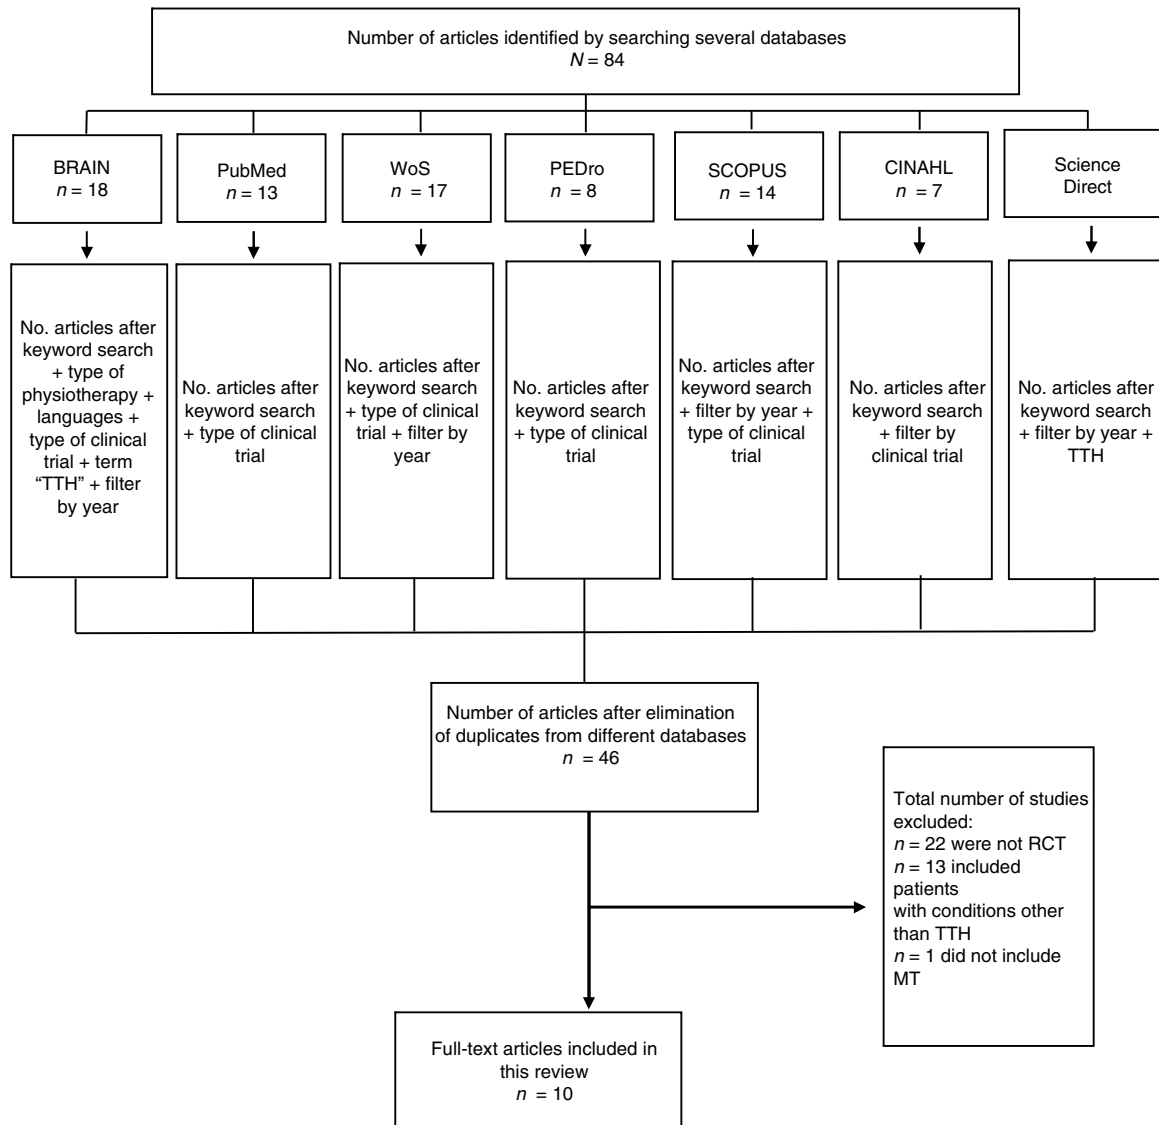 Number of articles identified by searching several databases
N = 84
BRAIN
n = 18
PubMed
n = 13
WoS
n = 17
PEDro
n = 8
SCOPUS
n = 14
CINAHL
n = 7
Science
Direct
No. articles after
keyword search
+ type of
physiotherapy +
languages +
type of clinical
trial + term
“TTH” + filter
by year
No. articles after
keyword search
+ type of clinical
trial
No. articles after
keyword search
+ type of clinical
trial + filter by
year
No. articles after
keyword search
+ type of clinical
trial
No. articles after
keyword search
+ filter by year +
type of clinical
trial
No. articles after
keyword search
+ filter by
clinical trial
No. articles after
keyword search
+ filter by year +
TTH
Number of articles after elimination
of duplicates from different databases
n = 46
Total number of studies
excluded:
n = 22 were not RCT
n = 13 included
patients
with conditions other
than TTH
n = 1 did not include
MT
Full-text articles included in
this review
n = 10